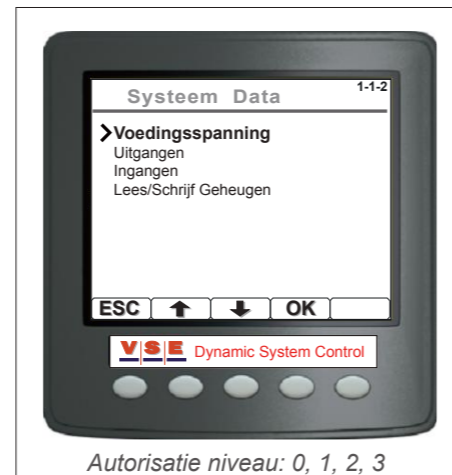 Systeem Data 1-1-2
Voedingsspanning
Uitgangen
Ingangen
Lees/Schrijf Geheugen
ESC OK
VSE Dynamic System Control
Autorisatie niveau: 0, 1, 2, 3